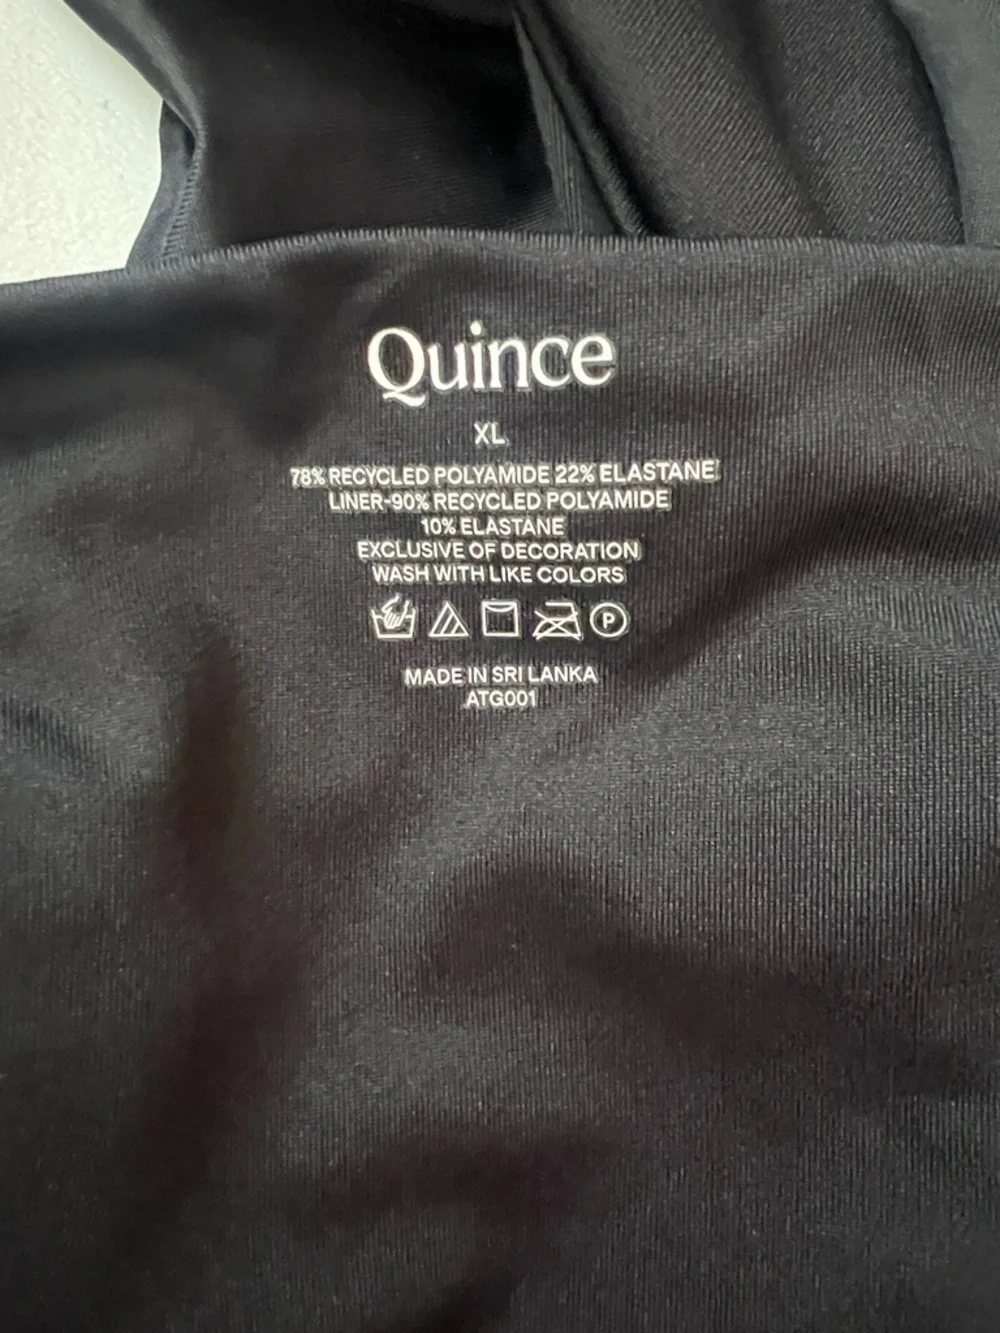 Quince
XL
78% RECYCLED POLYAMIDE 22% ELASTANE
LINER-90% RECYCLED POLYAMIDE
10% ELASTANE
EXCLUSIVE OF DECORATION
WASH WITH LIKE COLORS
P
MADE IN SRI LANKA
ATG001